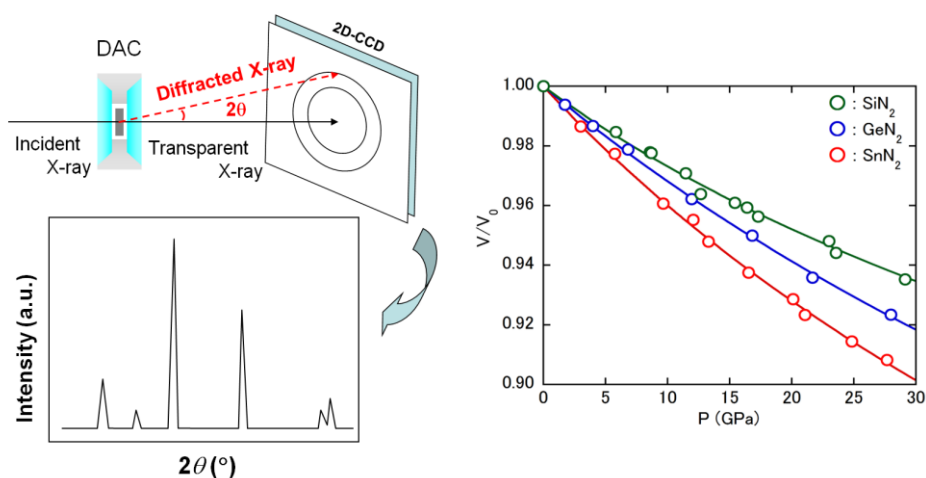 DAC
2D-CCD
Diffracted X-ray
2θ
Incident
X-ray
Transparent
X-ray
Intensity (a.u.)
2θ (°)
1.00
0.98
0.96
0.94
0.92
0.90
V/V₀
: SiN₂
: GeN₂
: SnN₂
0
5
10
15
20
25
30
P (GPa)